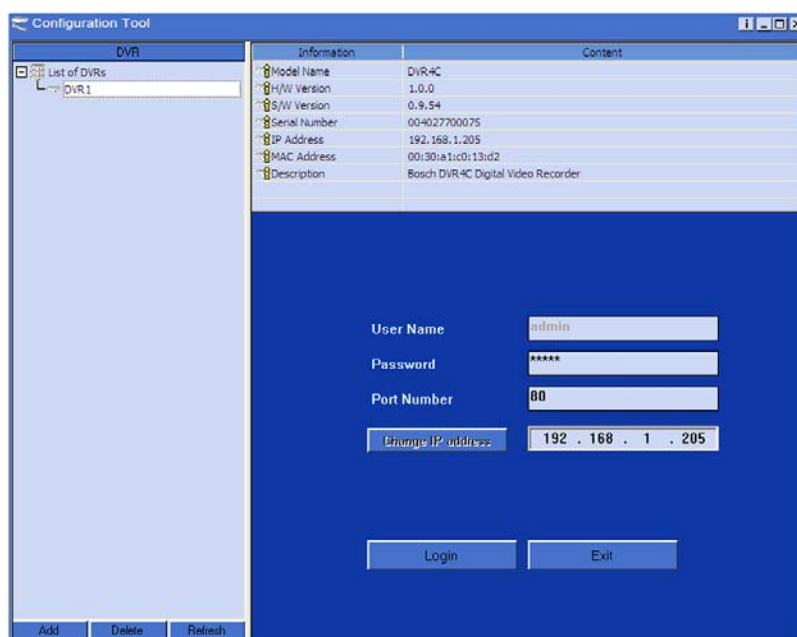 Configuration Tool
DVR
List of DVRs
DVR1
Add Delete Refresh
Information Content
Model Name DVR4C
H/W Version 1.0.0
S/W Version 0.9.54
Serial Number 004027700075
IP Address 192.168.1.205
MAC Address 00:30:a1:c0:13:d2
Description Bosch DVR4C Digital Video Recorder
User Name admin
Password *****
Port Number 80
Change IP address 192 . 168 . 1 . 205
Login Exit